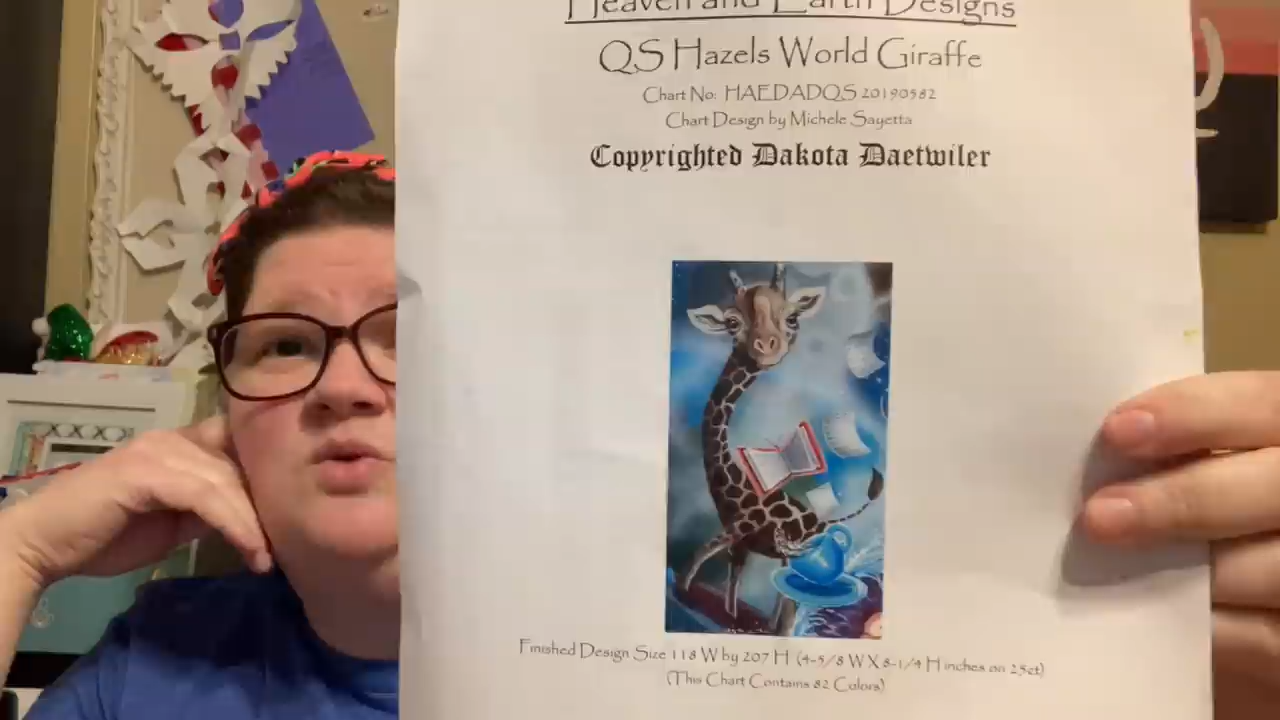 Heaven and Earth Designs
QS Hazels World Giraffe
Chart No: HAEDADQS 20190582
Chart Design by Michele Sayetta
Copyrighted Dakota Daetwiler
Finished Design Size 118 W by 207 H (4-5/8 W X 8-1/4 H inches on 25ct)
(This Chart Contains 82 Colors)